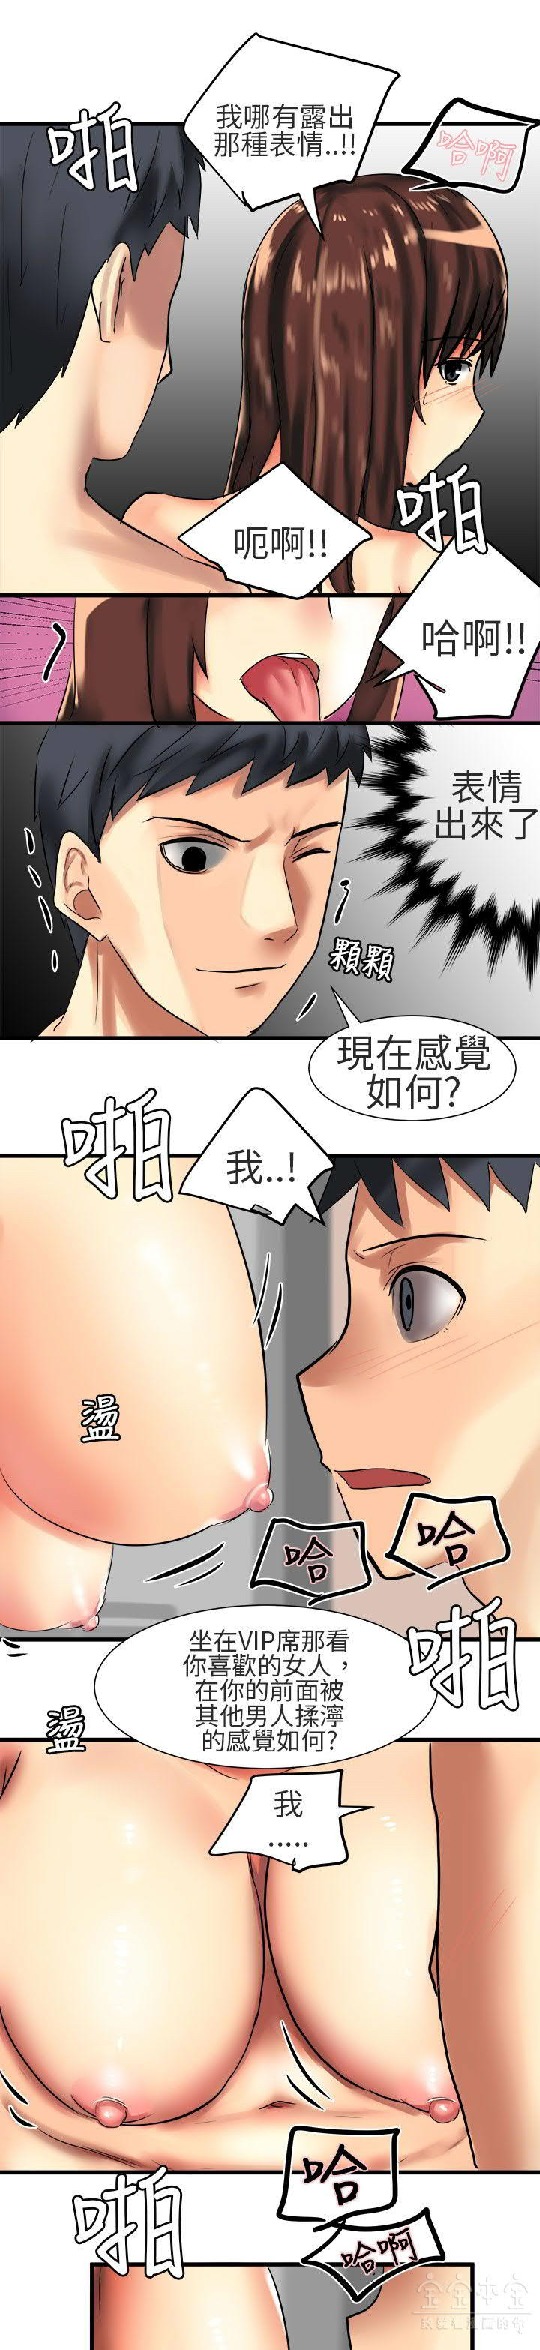 我哪有露出
那種表情..!!
啪
哈啊
呃啊!!
啪
哈啊!!
表情
出來了
顆顆
現在感覺
如何?
啪
我..!
盪
哈
哈
啪
坐在VIP席那看
你喜歡的女人，
在你的前面被
其他男人揉濘
的感覺如何?
盪
我
.....
哈
啪
哈啊